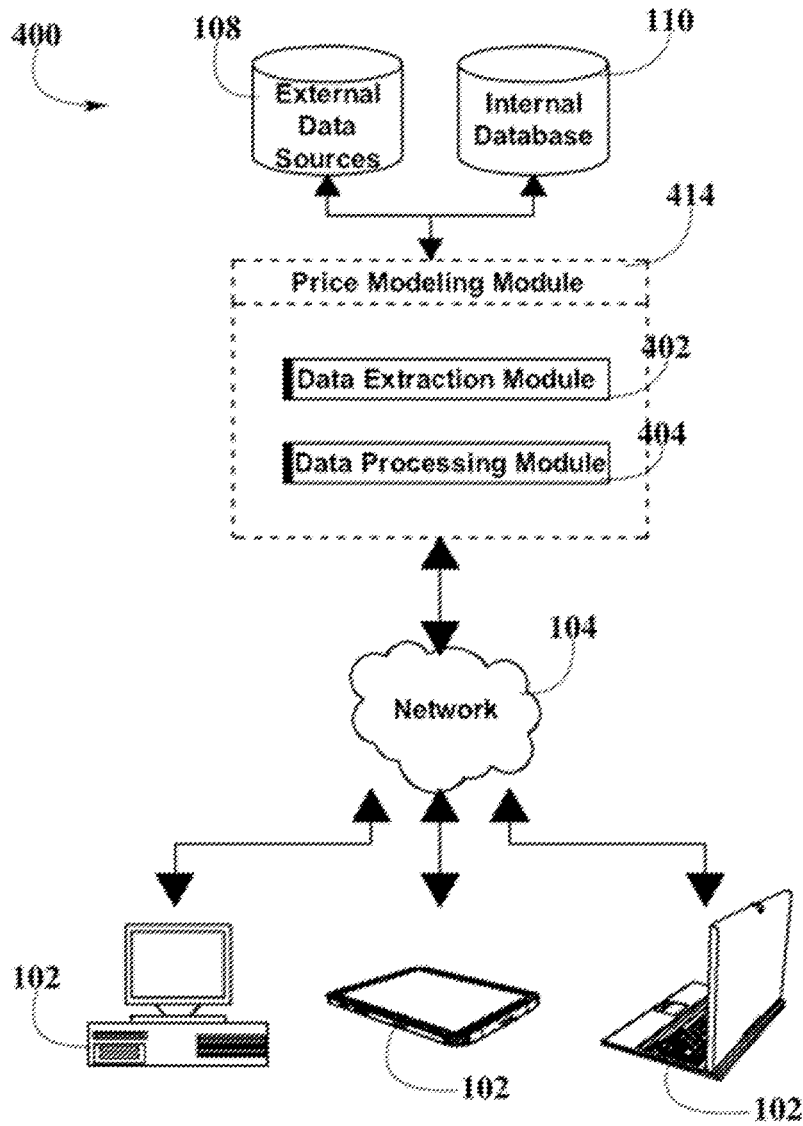 400
108
110
External
Data
Sources
Internal
Database
414
Price Modeling Module
402
Data Extraction Module
404
Data Processing Module
104
Network
102
102
102